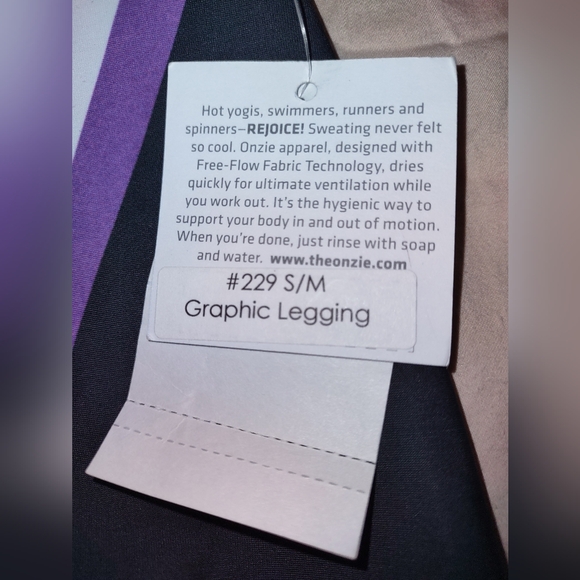 Hot yogis, swimmers, runners and
spinners–REJOICE! Sweating never felt
so cool. Onzie apparel, designed with
Free-Flow Fabric Technology, dries
quickly for ultimate ventilation while
you work out. It's the hygienic way to
support your body in and out of motion.
When you're done, just rinse with soap
and water. www.theonzie.com
#229 S/M
Graphic Legging